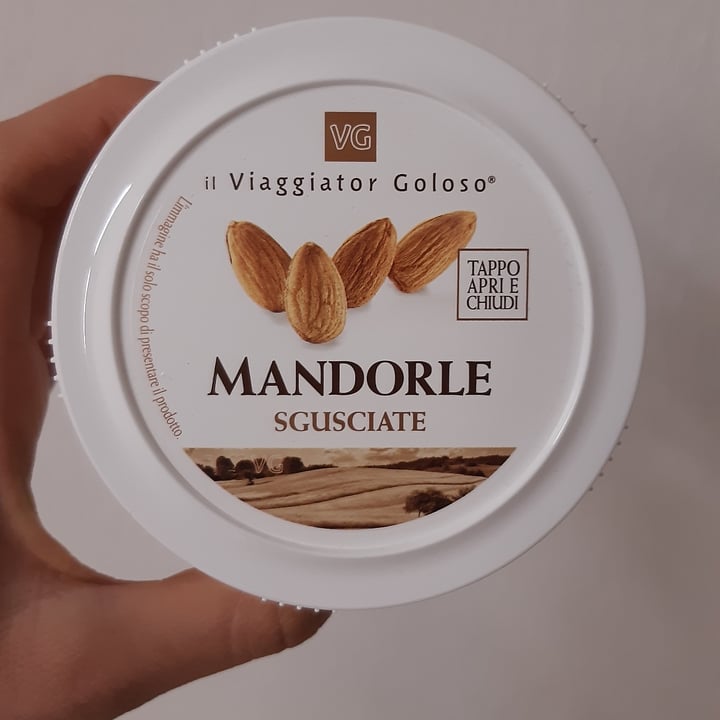 VG
il Viaggiator Goloso®
TAPPO
APRI E
CHIUDI
L'immagine ha il solo scopo di presentare il prodotto.
MANDORLE
SGUSCIATE
VG